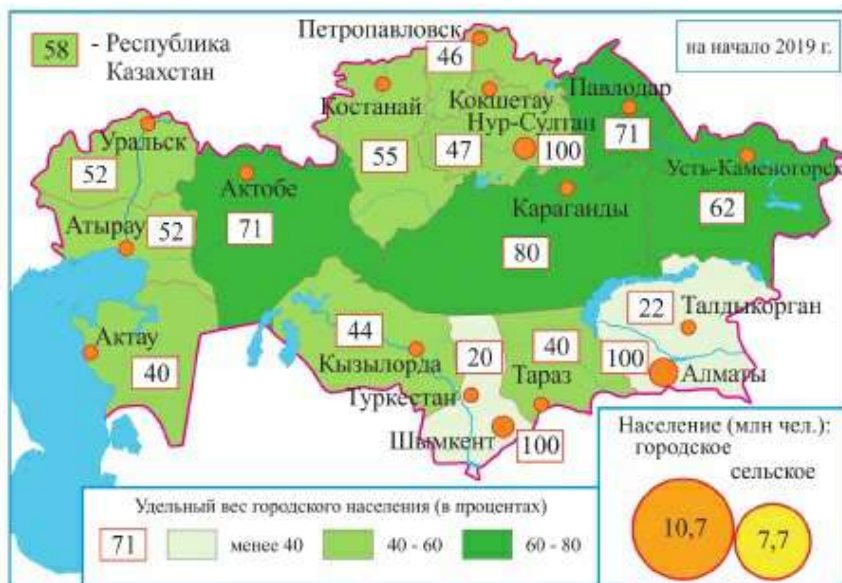 Петропавловск
58 - Республика
Казахстан
на начало 2019 г.
46
Костанай
Кокшетау
Павлодар
Нур-Султан
Уральск
55
47
100
71
Усть-Каменогорск
52
Актобе
Караганды
62
Атырау
52
71
80
22
Талдыкорган
44
40
Актау
20
100
40
Кызылорда
Тараз
Алматы
Туркестан
Шымкент
100
Население (млн чел.):
городское
сельское
10,7
7,7
Удельный вес городского населения (в процентах)
71 менее 40 40 - 60 60 - 80